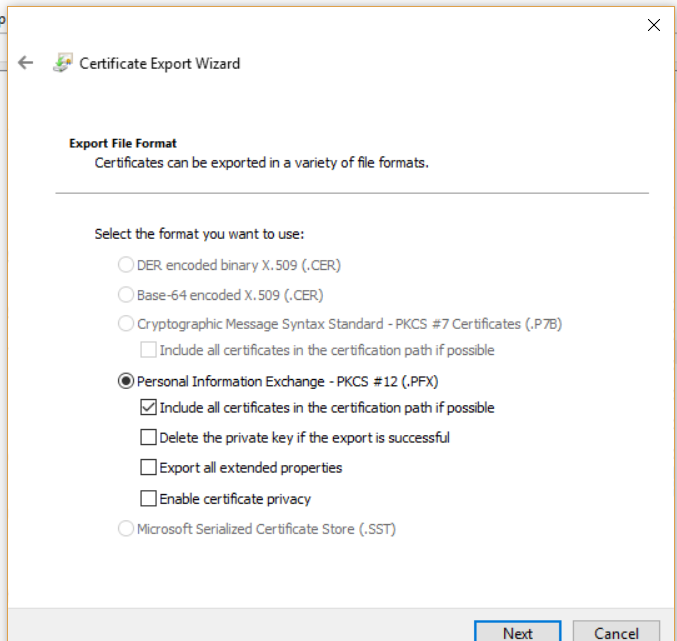 p
Certificate Export Wizard
Export File Format
Certificates can be exported in a variety of file formats.
Select the format you want to use:
DER encoded binary X.509 (.CER)
Base-64 encoded X.509 (.CER)
Cryptographic Message Syntax Standard - PKCS #7 Certificates (.P7B)
Include all certificates in the certification path if possible
Personal Information Exchange - PKCS #12 (.PFX)
Include all certificates in the certification path if possible
Delete the private key if the export is successful
Export all extended properties
Enable certificate privacy
Microsoft Serialized Certificate Store (.SST)
Next Cancel